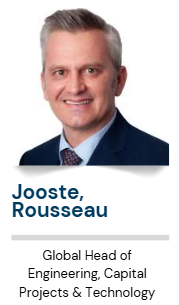 Jooste,
Rousseau
Global Head of
Engineering, Capital
Projects & Technology